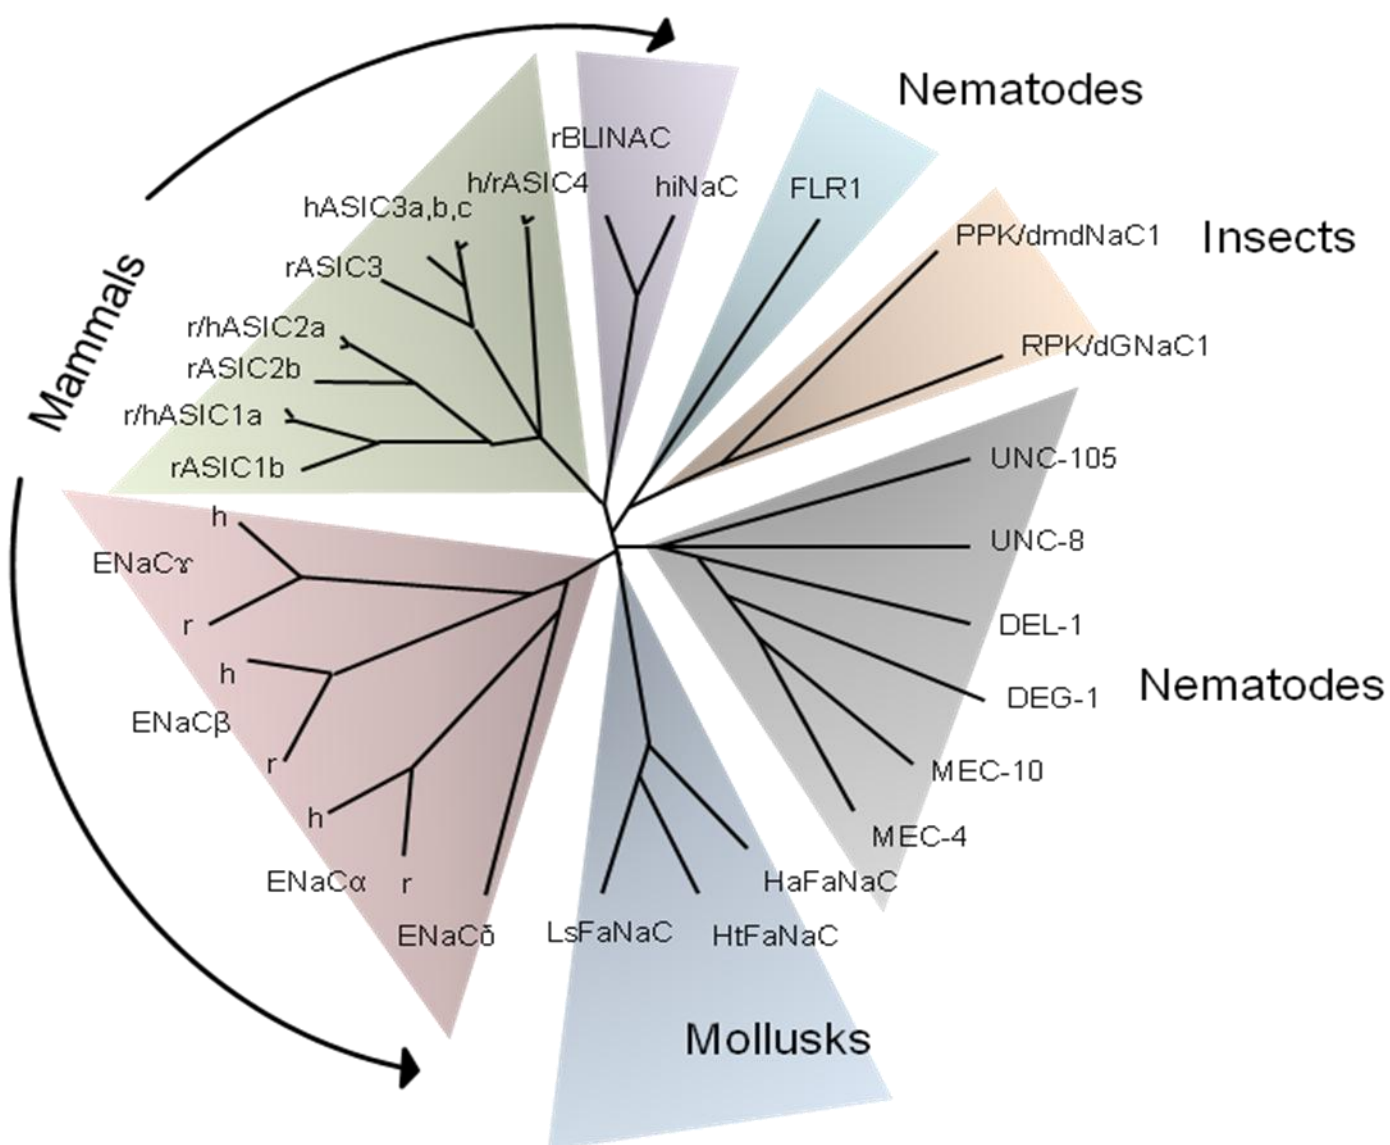 Nematodes
rBLINAC
h/rASIC4
hiNaC
FLR1
hASIC3a,b,c
PPK/dmdNaC1
Insects
rASIC3
Mammals
r/hASIC2a
RPK/dGNaC1
rASIC2b
r/hASIC1a
rASIC1b
UNC-105
h
UNC-8
ENaCɤ
r
DEL-1
h
Nematodes
DEG-1
ENaCβ
r
MEC-10
h
MEC-4
ENaCα r
HaFaNaC
ENaCδ
LsFaNaC
HtFaNaC
Mollusks